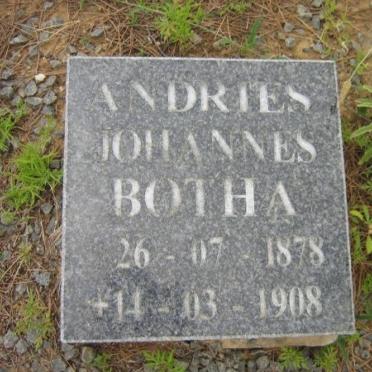 ANDRIES
JOHANNES
BOTHA
26 - 07 - 1878
+14 - 03 - 1908